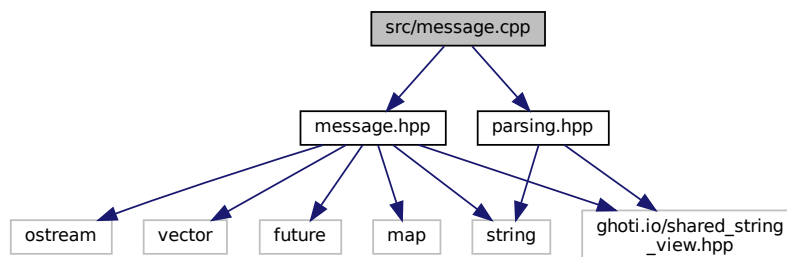 src/message.cpp
message.hpp
parsing.hpp
ostream
vector
future
map
string
ghoti.io/shared_string
_view.hpp